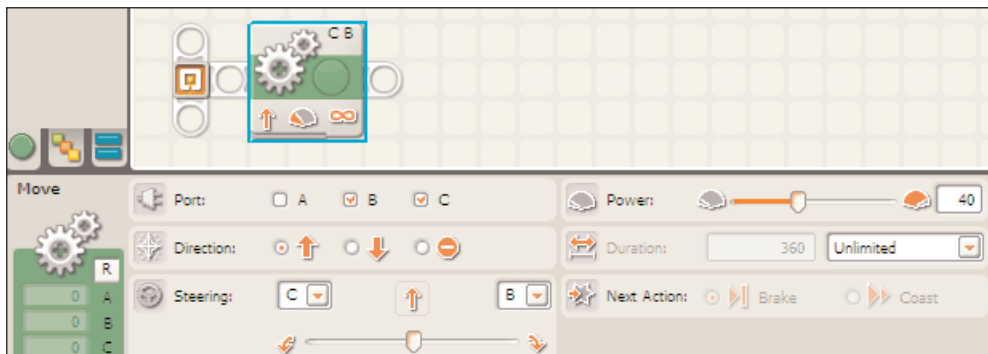 C B
Move
Port: A B C Power: 40
R Direction: Duration: 360 Unlimited
0 A Steering: C B Next Action: Brake Coast
0 B
0 C